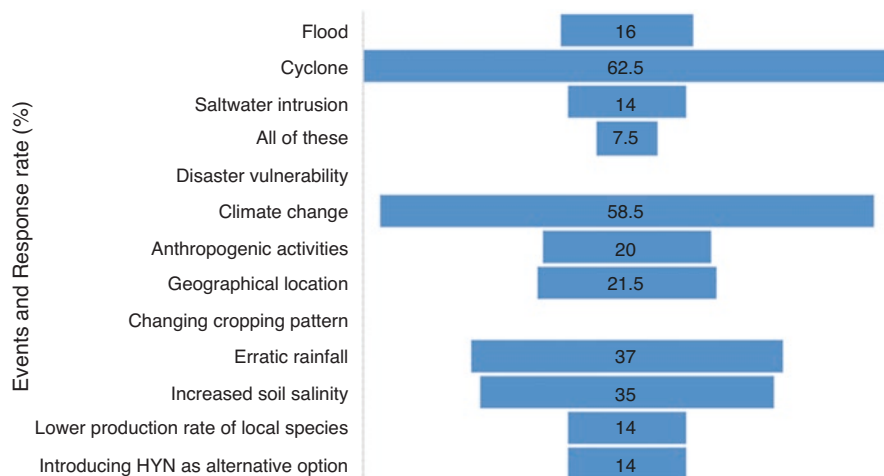 Events and Response rate (%)
Flood 16
Cyclone 62.5
Saltwater intrusion 14
All of these 7.5
Disaster vulnerability
Climate change 58.5
Anthropogenic activities 20
Geographical location 21.5
Changing cropping pattern
Erratic rainfall 37
Increased soil salinity 35
Lower production rate of local species 14
Introducing HYN as alternative option 14